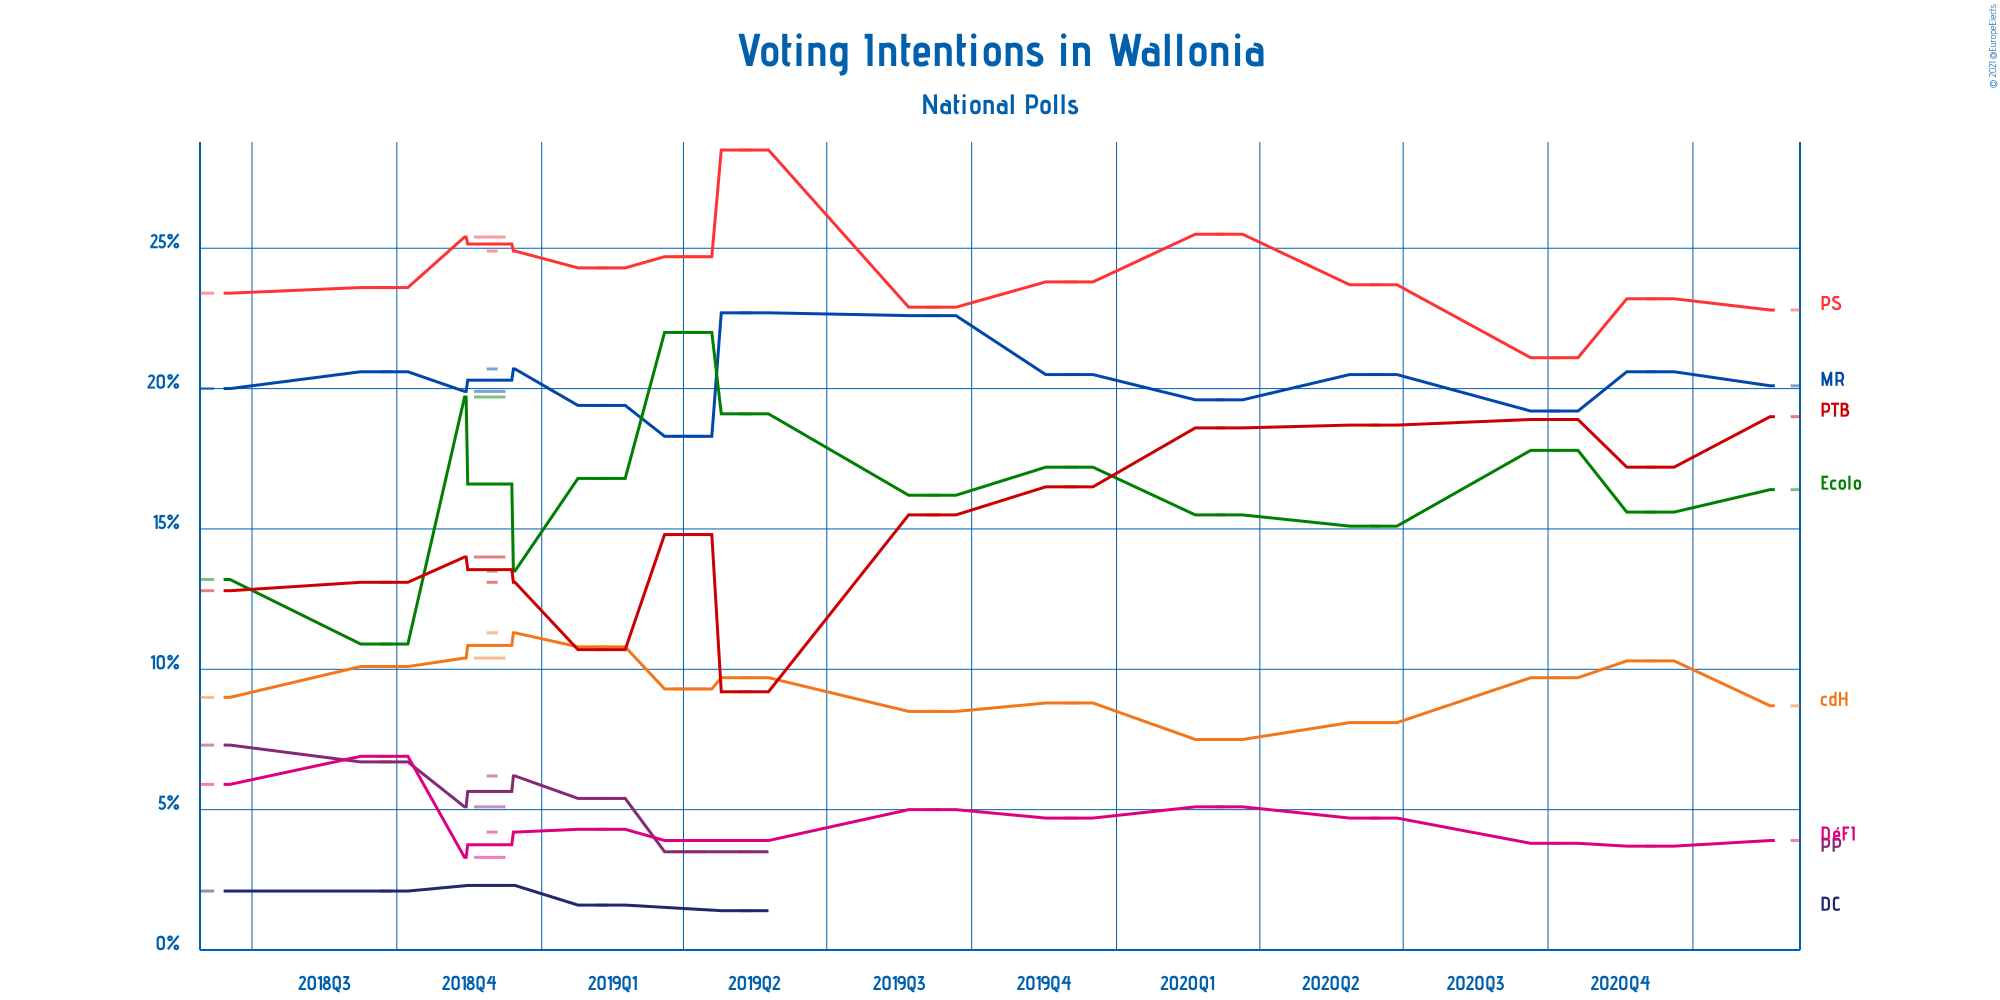 Voting Intentions in Wallonia
National Polls
© 2021 @EuropeElects
25%
20%
15%
10%
5%
0%
PS
MR
PTB
Ecolo
cdH
DéFI
PP
DC
2018Q3 2018Q4 2019Q1 2019Q2 2019Q3 2019Q4 2020Q1 2020Q2 2020Q3 2020Q4